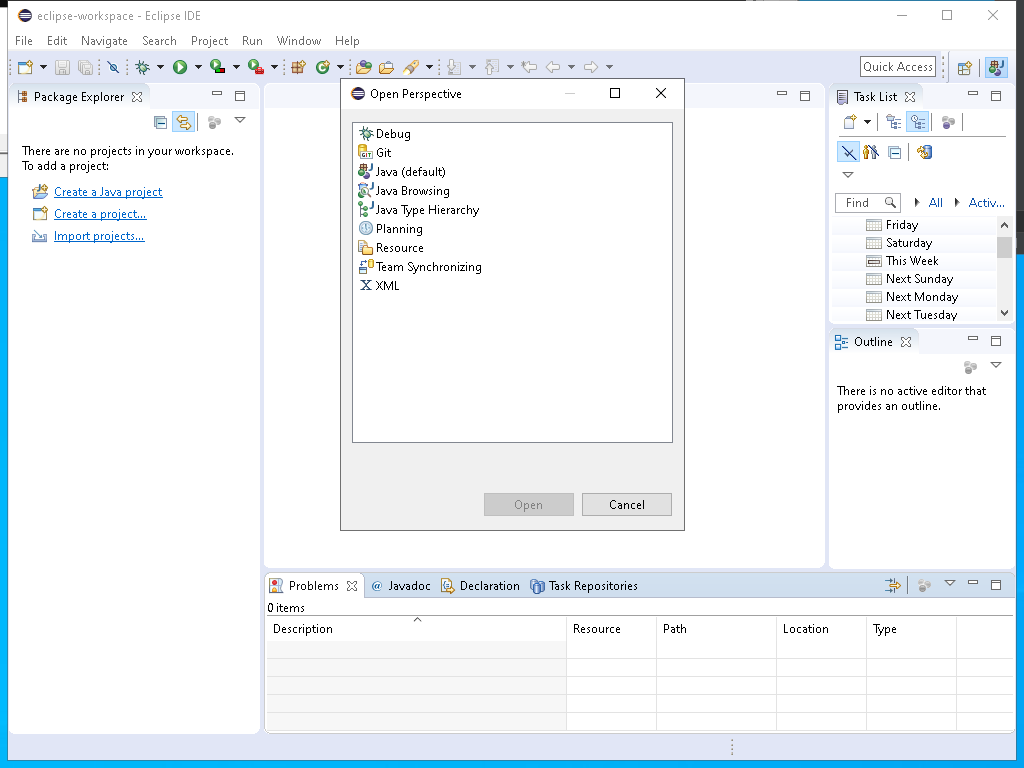 eclipse-workspace - Eclipse IDE
File Edit Navigate Search Project Run Window Help
Quick Access
Package Explorer
There are no projects in your workspace.
To add a project:
Create a Java project
Create a project...
Import projects...
Open Perspective
Debug
GIT Git
Java (default)
Java Browsing
Java Type Hierarchy
Planning
Resource
Team Synchronizing
XML
Open Cancel
Task List
Find All Activ...
Friday
Saturday
This Week
Next Sunday
Next Monday
Next Tuesday
Outline
There is no active editor that
provides an outline.
Problems @ Javadoc Declaration Task Repositories
0 items
Description Resource Path Location Type